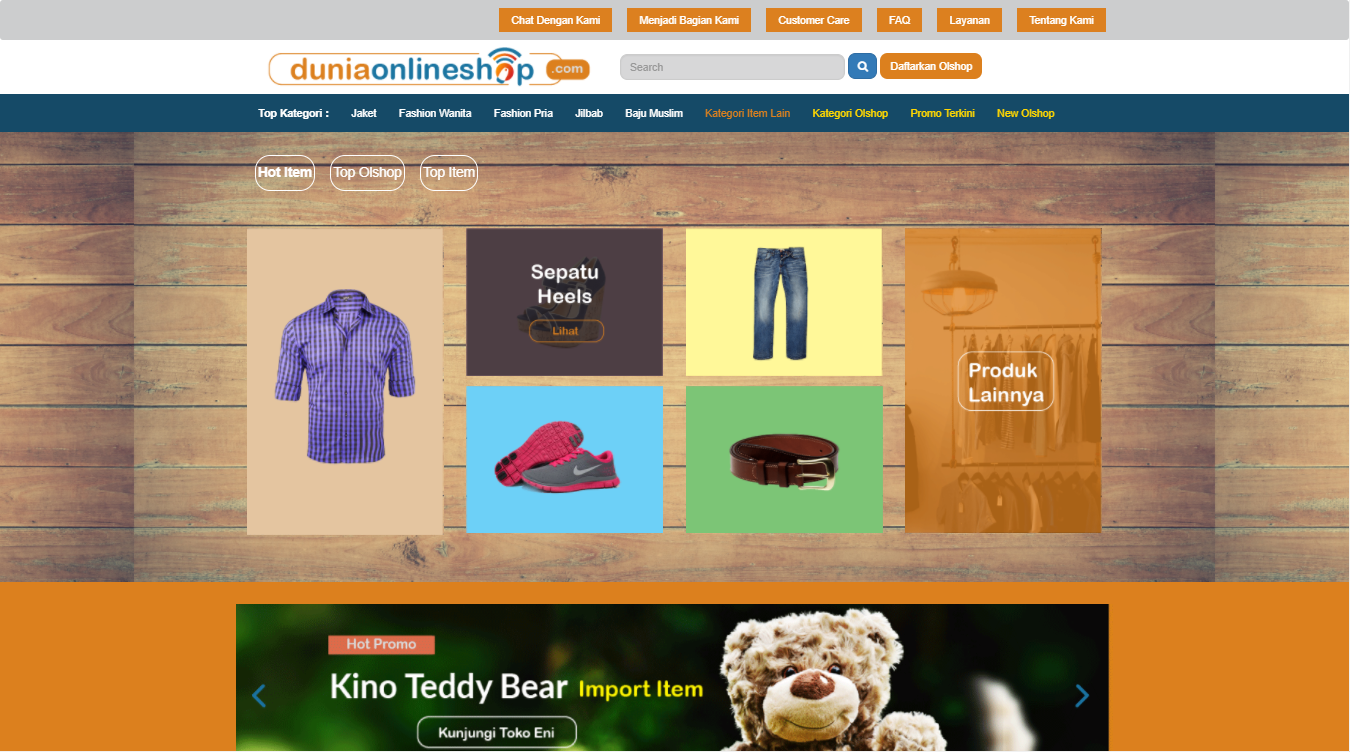 Chat Dengan Kami Menjadi Bagian Kami Customer Care FAQ Layanan Tentang Kami
duniaonlineshop .com Search Daftarkan Olshop
Top Kategori : Jaket Fashion Wanita Fashion Pria Jilbab Baju Muslim Kategori Item Lain Kategori Olshop Promo Terkini New Olshop
Hot Item Top Olshop Top Item
Sepatu
Heels
Lihat
Produk
Lainnya
Hot Promo
Kino Teddy Bear Import Item
Kunjungi Toko Eni